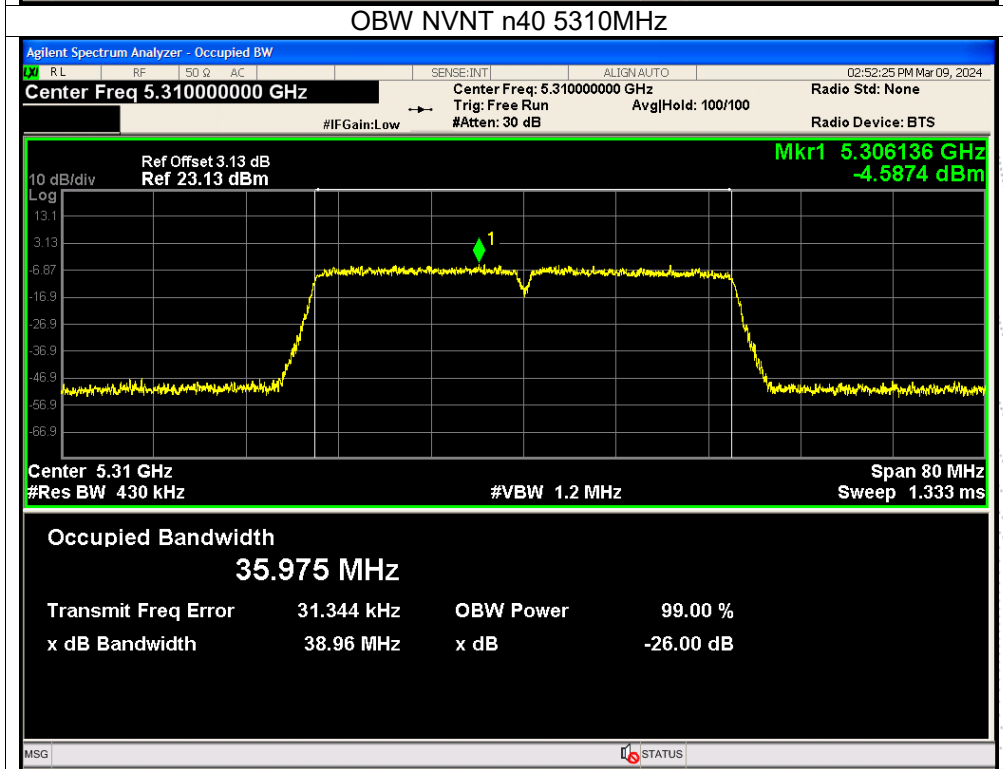 OBW NVNT n40 5310MHz
Agilent Spectrum Analyzer - Occupied BW
LXI RL RF 50 Ω AC SENSE:INT ALIGN AUTO 02:52:25 PM Mar 09, 2024
Center Freq 5.310000000 GHz Center Freq: 5.310000000 GHz Radio Std: None
Trig: Free Run Avg|Hold: 100/100
#IFGain:Low #Atten: 30 dB Radio Device: BTS
Mkr1 5.306136 GHz
Ref Offset 3.13 dB
10 dB/div Ref 23.13 dBm -4.5874 dBm
Log
13.1
1
3.13
-6.87
-16.9
-26.9
-36.9
-46.9
-56.9
-66.9
Center 5.31 GHz Span 80 MHz
#Res BW 430 kHz #VBW 1.2 MHz Sweep 1.333 ms
Occupied Bandwidth
35.975 MHz
Transmit Freq Error 31.344 kHz OBW Power 99.00 %
x dB Bandwidth 38.96 MHz x dB -26.00 dB
MSG STATUS